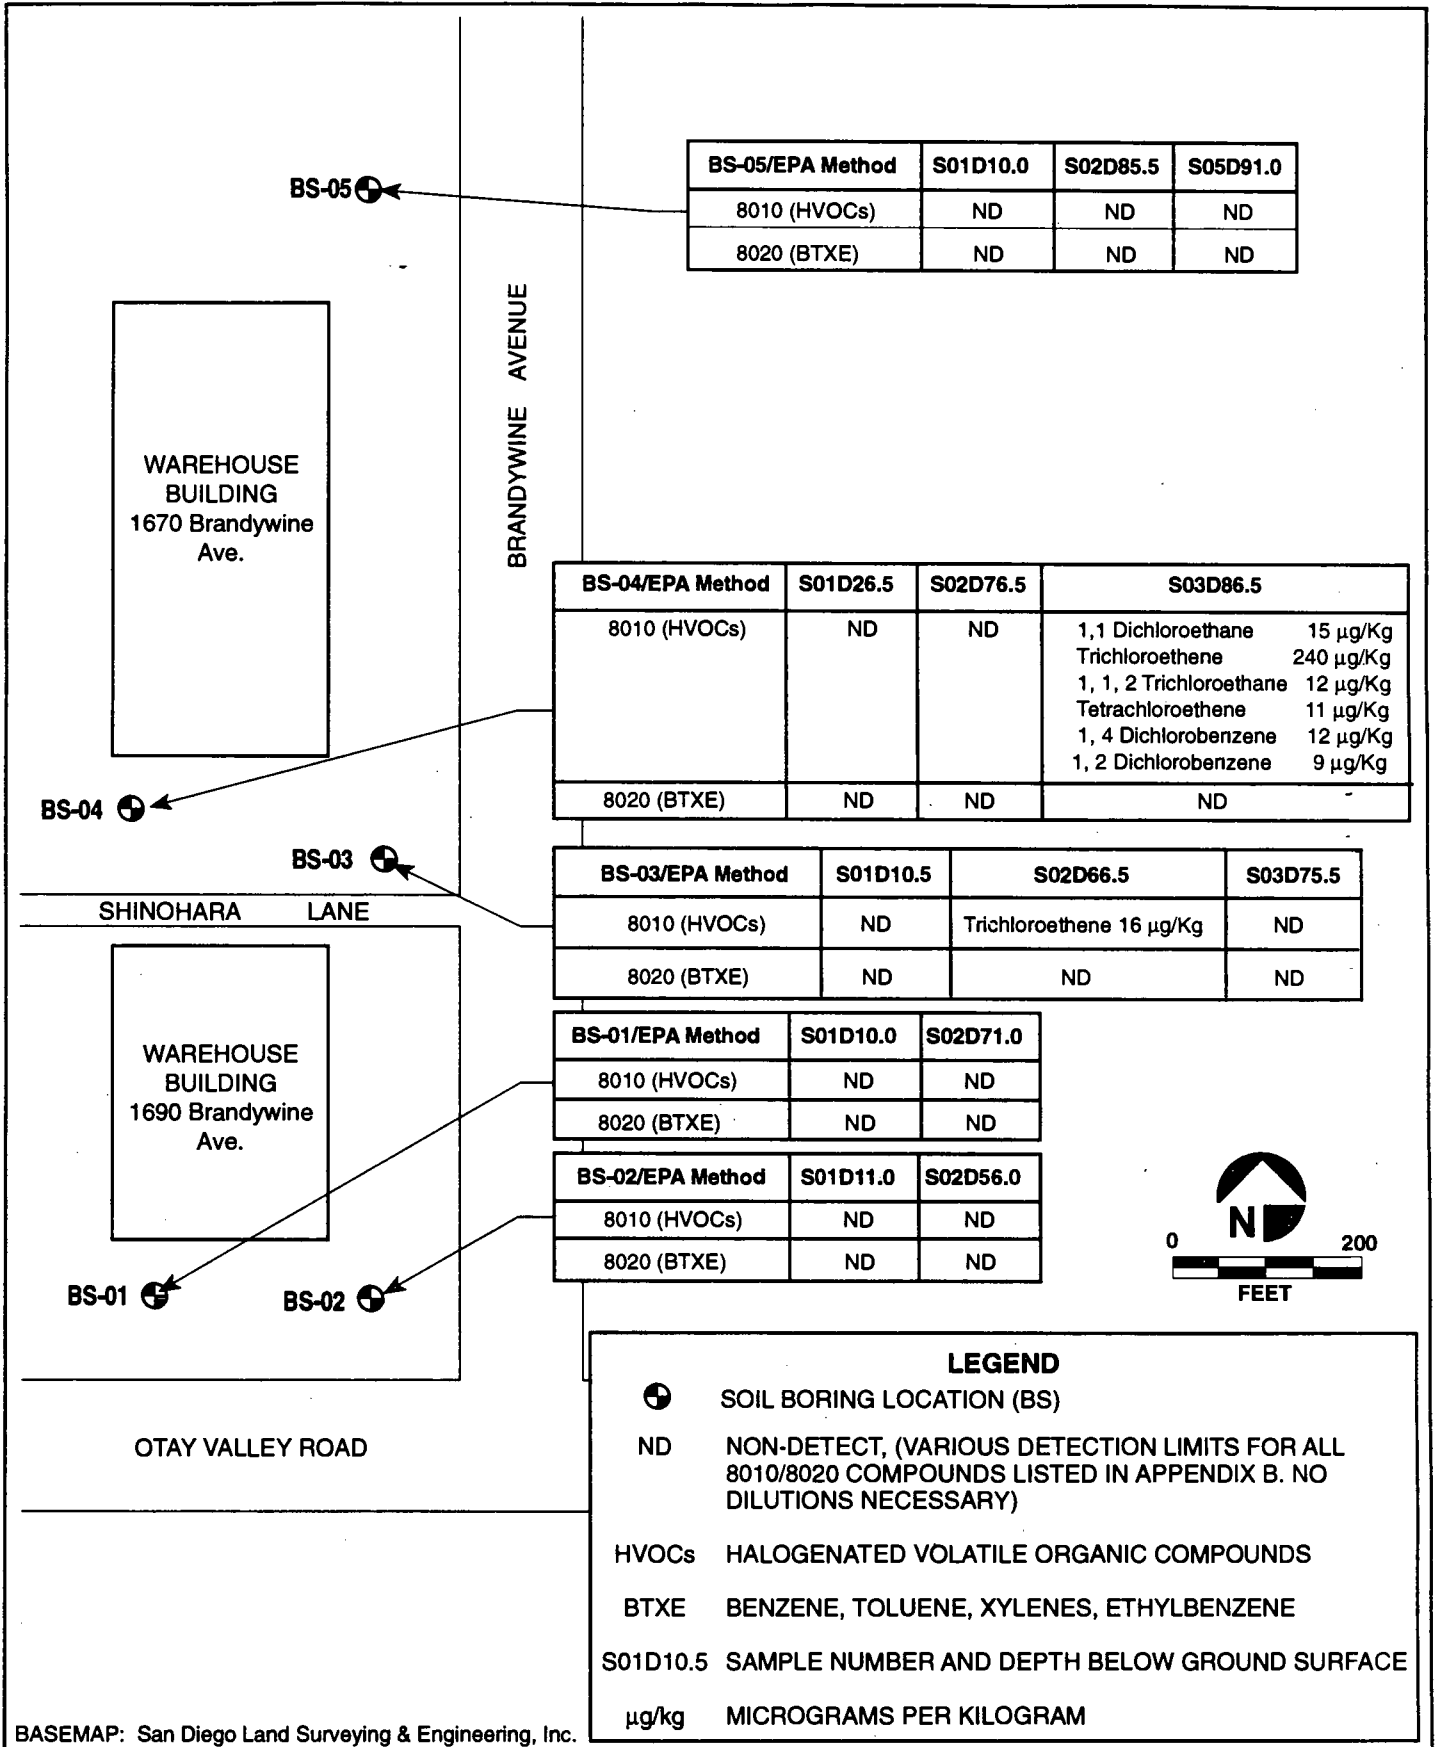 BS-05
BS-05/EPA Method S01D10.0 S02D85.5 S05D91.0
8010 (HVOCs) ND ND ND
8020 (BTXE) ND ND ND
BRANDYWINE AVENUE
WAREHOUSE
BUILDING
1670 Brandywine
Ave.
BS-04/EPA Method S01D26.5 S02D76.5 S03D86.5
8010 (HVOCs) ND ND 1,1 Dichloroethane 15 µg/Kg
Trichloroethene 240 µg/Kg
1, 1, 2 Trichloroethane 12 µg/Kg
Tetrachloroethene 11 µg/Kg
1, 4 Dichlorobenzene 12 µg/Kg
1, 2 Dichlorobenzene 9 µg/Kg
8020 (BTXE) ND ND ND
BS-04
BS-03
BS-03/EPA Method S01D10.5 S02D66.5 S03D75.5
8010 (HVOCs) ND Trichloroethene 16 µg/Kg ND
8020 (BTXE) ND ND ND
SHINOHARA LANE
WAREHOUSE
BUILDING
1690 Brandywine
Ave.
BS-01/EPA Method S01D10.0 S02D71.0
8010 (HVOCs) ND ND
8020 (BTXE) ND ND
BS-02/EPA Method S01D11.0 S02D56.0
8010 (HVOCs) ND ND
8020 (BTXE) ND ND
BS-01
BS-02
N
0 200
FEET
OTAY VALLEY ROAD
LEGEND
SOIL BORING LOCATION (BS)
ND NON-DETECT, (VARIOUS DETECTION LIMITS FOR ALL
8010/8020 COMPOUNDS LISTED IN APPENDIX B. NO
DILUTIONS NECESSARY)
HVOCs HALOGENATED VOLATILE ORGANIC COMPOUNDS
BTXE BENZENE, TOLUENE, XYLENES, ETHYLBENZENE
S01D10.5 SAMPLE NUMBER AND DEPTH BELOW GROUND SURFACE
µg/kg MICROGRAMS PER KILOGRAM
BASEMAP: San Diego Land Surveying & Engineering, Inc.